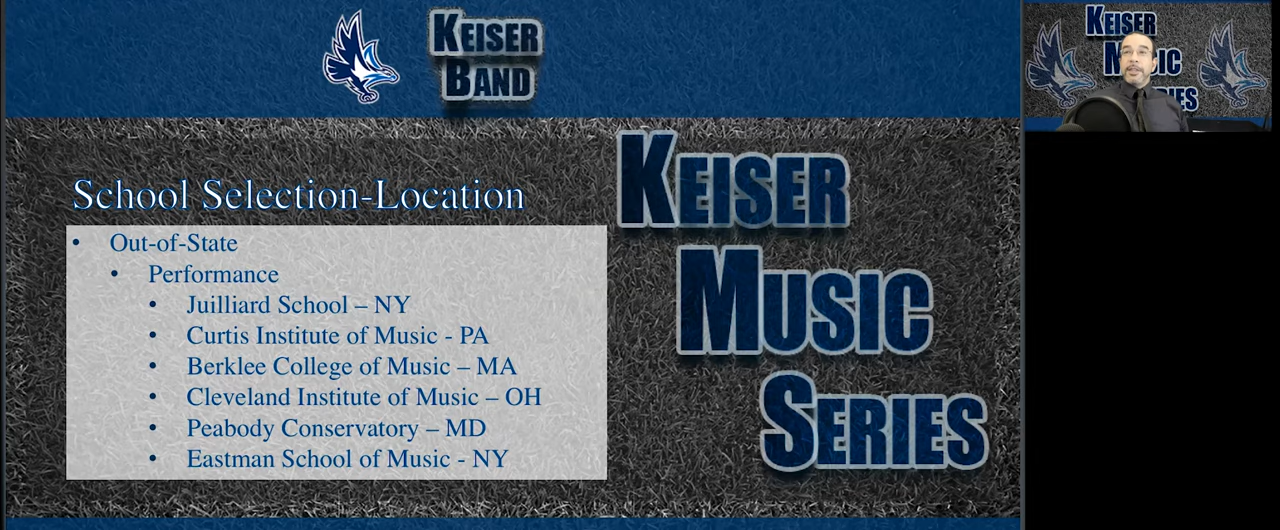 KEISER
BAND
School Selection-Location
• Out-of-State
• Performance
• Juilliard School – NY
• Curtis Institute of Music - PA
• Berklee College of Music – MA
• Cleveland Institute of Music – OH
• Peabody Conservatory – MD
• Eastman School of Music - NY
KEISER
MUSIC
SERIES
KEISER
M SIC
RIES